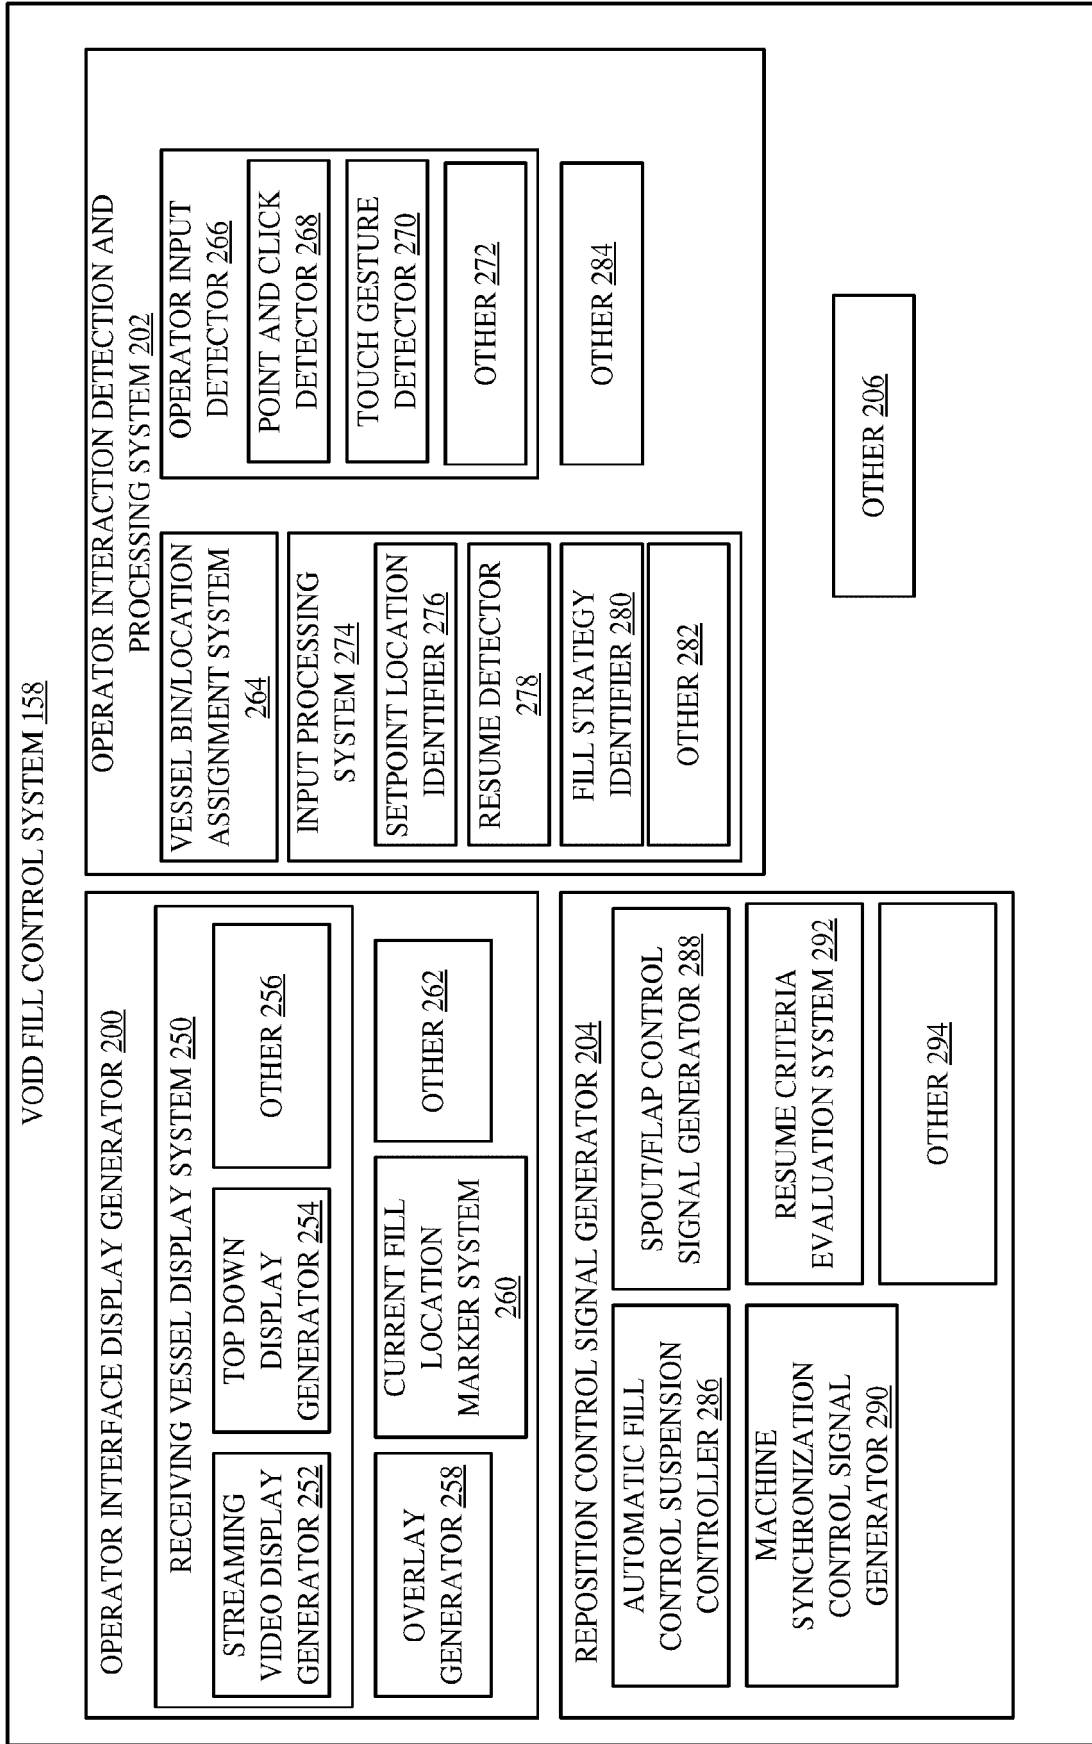 VOID FILL CONTROL SYSTEM 158
OPERATOR INTERFACE DISPLAY GENERATOR 200
RECEIVING VESSEL DISPLAY SYSTEM 250
STREAMING
VIDEO DISPLAY
GENERATOR 252
TOP DOWN
DISPLAY
GENERATOR 254
OTHER 256
OVERLAY
GENERATOR 258
CURRENT FILL
LOCATION
MARKER SYSTEM
260
OTHER 262
OPERATOR INTERACTION DETECTION AND
PROCESSING SYSTEM 202
VESSEL BIN/LOCATION
ASSIGNMENT SYSTEM
264
OPERATOR INPUT
DETECTOR 266
POINT AND CLICK
DETECTOR 268
TOUCH GESTURE
DETECTOR 270
OTHER 272
INPUT PROCESSING
SYSTEM 274
SETPOINT LOCATION
IDENTIFIER 276
RESUME DETECTOR
278
FILL STRATEGY
IDENTIFIER 280
OTHER 282
OTHER 284
REPOSITION CONTROL SIGNAL GENERATOR 204
AUTOMATIC FILL
CONTROL SUSPENSION
CONTROLLER 286
SPOUT/FLAP CONTROL
SIGNAL GENERATOR 288
MACHINE
SYNCHRONIZATION
CONTROL SIGNAL
GENERATOR 290
RESUME CRITERIA
EVALUATION SYSTEM 292
OTHER 294
OTHER 206